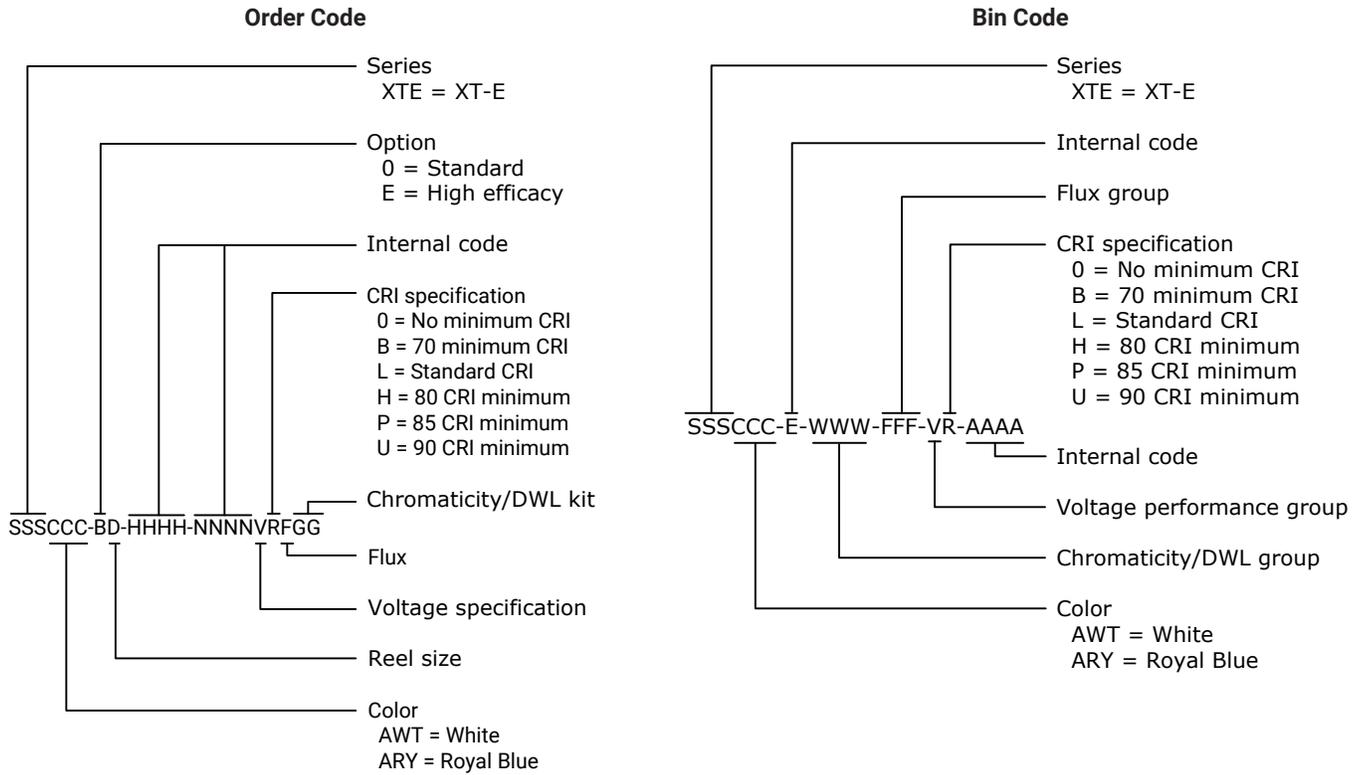 Order Code
Series
XTE = XT-E
Option
0 = Standard
E = High efficacy
Internal code
CRI specification
0 = No minimum CRI
B = 70 minimum CRI
L = Standard CRI
H = 80 CRI minimum
P = 85 CRI minimum
U = 90 CRI minimum
Chromaticity/DWL kit
SSSCCC-BD-HHHH-NNNNVRFGG
Flux
Voltage specification
Reel size
Color
AWT = White
ARY = Royal Blue
Bin Code
Series
XTE = XT-E
Internal code
Flux group
CRI specification
0 = No minimum CRI
B = 70 minimum CRI
L = Standard CRI
H = 80 CRI minimum
P = 85 CRI minimum
U = 90 CRI minimum
SSSCCC-E-WWW-FFF-VR-AAAA
Internal code
Voltage performance group
Chromaticity/DWL group
Color
AWT = White
ARY = Royal Blue